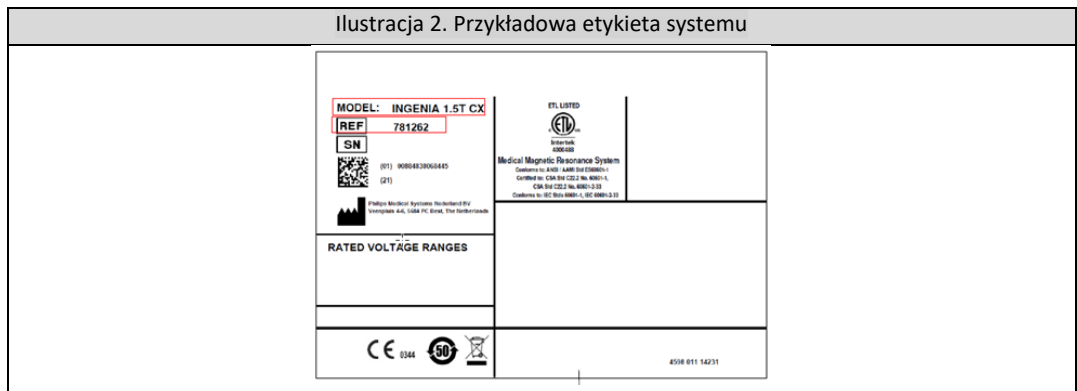 Ilustracja 2. Przykładowa etykieta systemu
MODEL: INGENIA 1.5T CX
REF 781262
SN
(01) 00884838068445
(21)
Philips Medical Systems Nederland BV
Veenpluis 4-6, 5684 PC Best, The Netherlands
RATED VOLTAGE RANGES
ETL LISTED
ETL
Intertek
4000488
Medical Magnetic Resonance System
Conforms to: ANSI / AAMI Std ES60601-1
Certified to: CSA Std C22.2 No. 60601-1,
CSA Std C22.2 No. 60601-2-33
Conforms to: IEC Stds 60601-1, IEC 60601-2-33
CE 0344
50
4598 011 14231